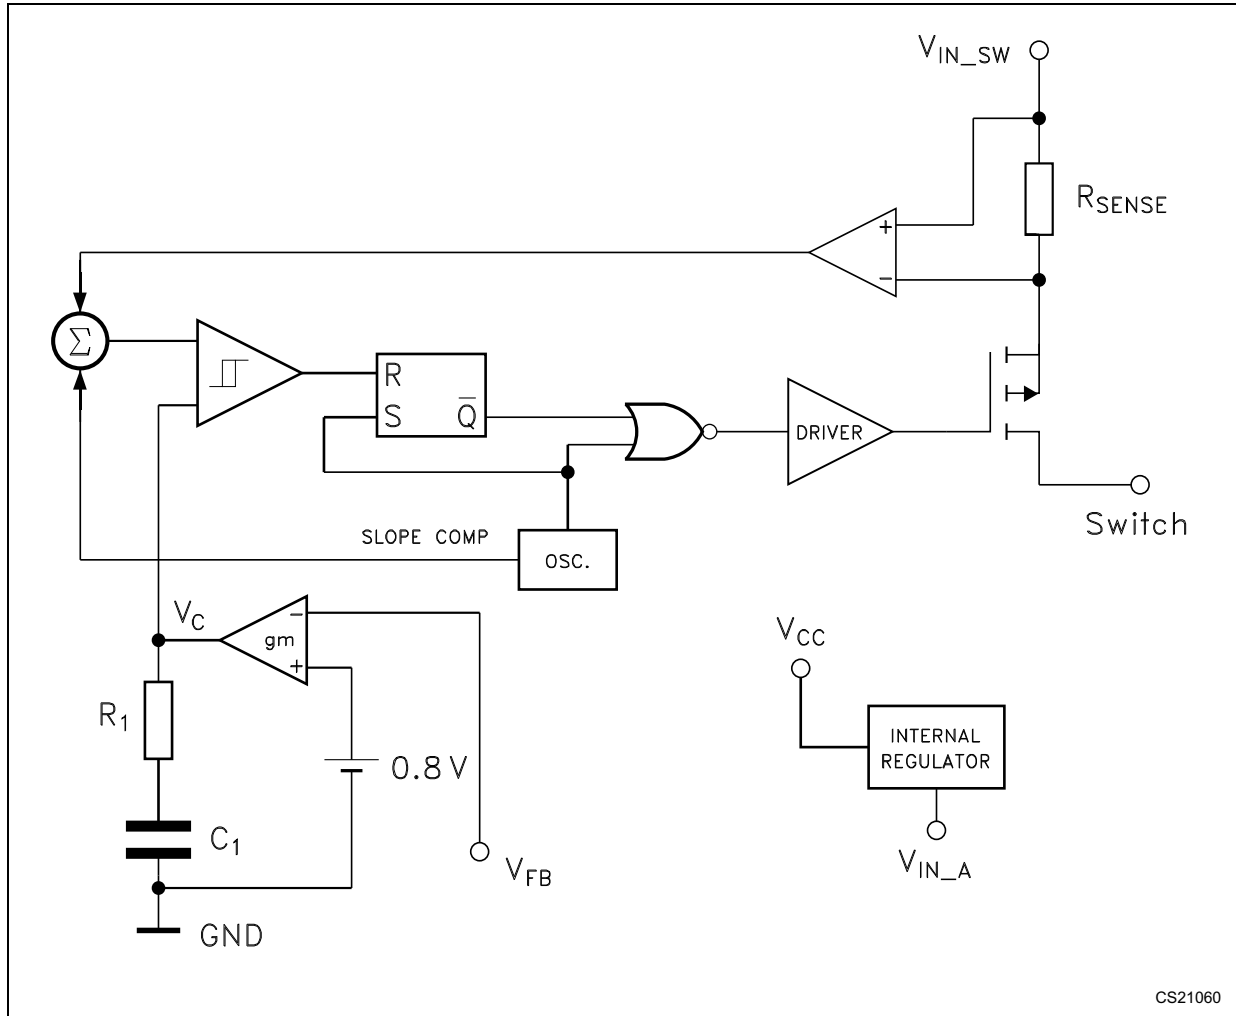 V_IN_SW
R_SENSE
+
−
Σ
R
S
Q̅
DRIVER
Switch
SLOPE COMP
OSC.
V_C
gm
−
+
V_CC
R_1
INTERNAL
REGULATOR
0.8 V
C_1
V_FB
V_IN_A
GND
CS21060